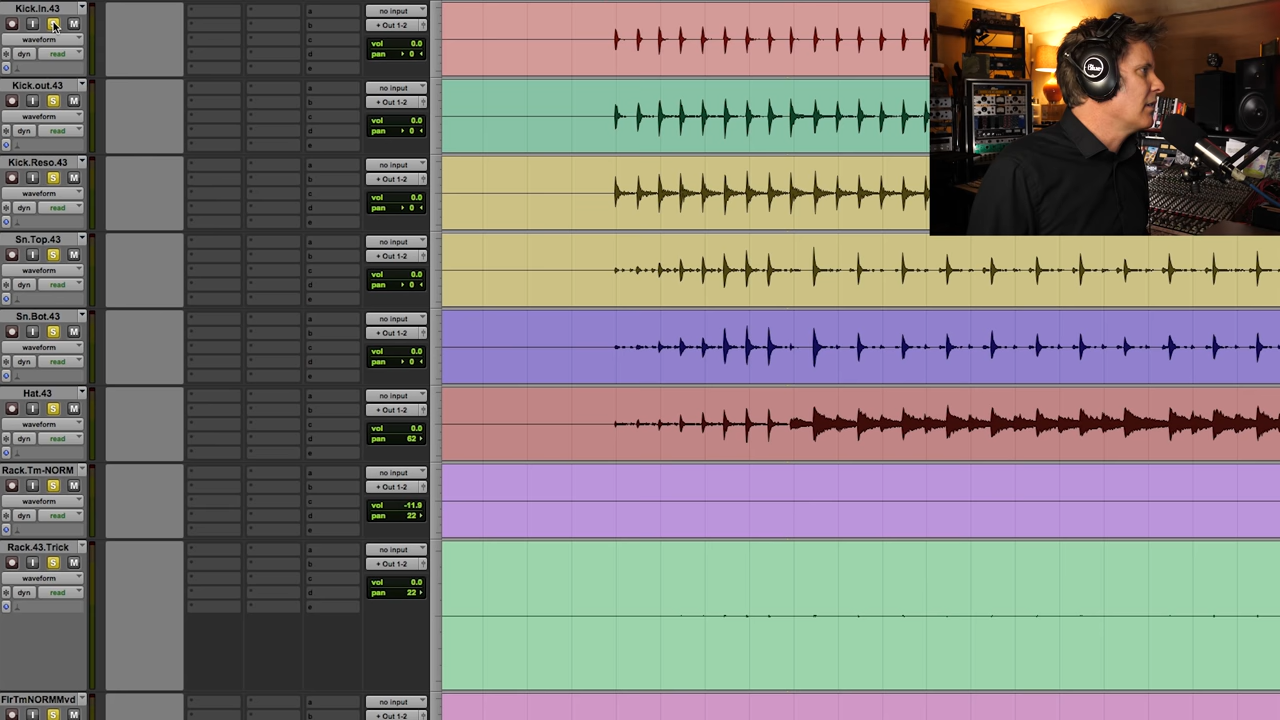 Kick.In.43
I S M
waveform
dyn read
no input
+ Out 1-2
vol 0.0
pan 0
a
b
c
d
e
Kick.out.43
I S M
waveform
dyn read
no input
+ Out 1-2
vol 0.0
pan 0
a
b
c
d
e
Kick.Reso.43
I S M
waveform
dyn read
no input
+ Out 1-2
vol 0.0
pan 0
a
b
c
d
e
Sn.Top.43
I S M
waveform
dyn read
no input
+ Out 1-2
vol 0.0
pan 0
a
b
c
d
e
Sn.Bot.43
I S M
waveform
dyn read
no input
+ Out 1-2
vol 0.0
pan 0
a
b
c
d
e
Hat.43
I S M
waveform
dyn read
no input
+ Out 1-2
vol 0.0
pan 62
a
b
c
d
e
Rack.Tm-NORM
I S M
waveform
dyn read
no input
+ Out 1-2
vol -11.9
pan 22
a
b
c
d
e
Rack.43.Trick
I S M
waveform
dyn read
no input
+ Out 1-2
vol 0.0
pan 22
a
b
c
d
e
FlrTmNORMMvd
I S M
no input
+ Out 1-2
a
b
Blue